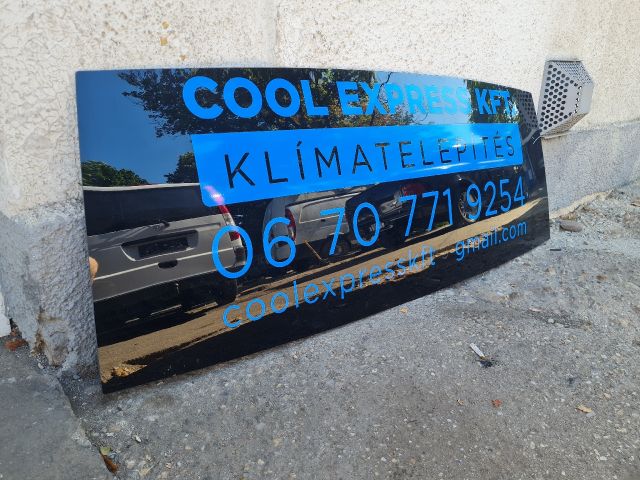 COOL EXPRESS KFT.
KLÍMATELEPÍTÉS
06 70 771 9254
coolexpresskft gmail.com